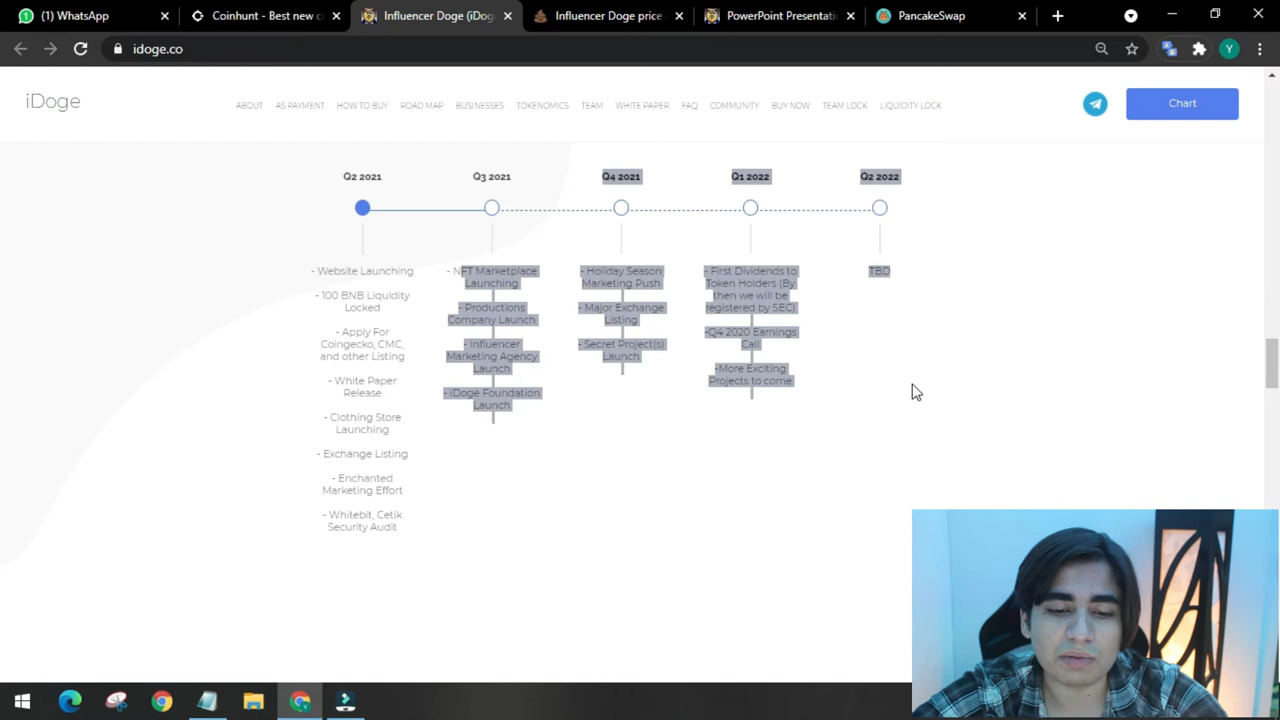 (1) WhatsApp
Coinhunt - Best new c
Influencer Doge (iDog
Influencer Doge price
PowerPoint Presentati
PancakeSwap
idoge.co
Y
iDoge
ABOUT
AS PAYMENT
HOW TO BUY
ROAD MAP
BUSINESSES
TOKENOMICS
TEAM
WHITE PAPER
FAQ
COMMUNITY
BUY NOW
TEAM LOCK
LIQUIDITY LOCK
Chart
Q2 2021
- Website Launching
- 100 BNB Liquidity
Locked
- Apply For
Coingecko, CMC,
and other Listing
- White Paper
Release
- Clothing Store
Launching
- Exchange Listing
- Enchanted
Marketing Effort
- Whitebit, Cetik
Security Audit
Q3 2021
- NFT Marketplace
Launching
- Productions
Company Launch
- Influencer
Marketing Agency
Launch
- iDoge Foundation
Launch
Q4 2021
- Holiday Season
Marketing Push
- Major Exchange
Listing
- Secret Project(s)
Launch
Q1 2022
- First Dividends to
Token Holders (By
then we will be
registered by SEC)
-Q4 2020 Earnings
Call
-More Exciting
Projects to come
Q2 2022
TBD